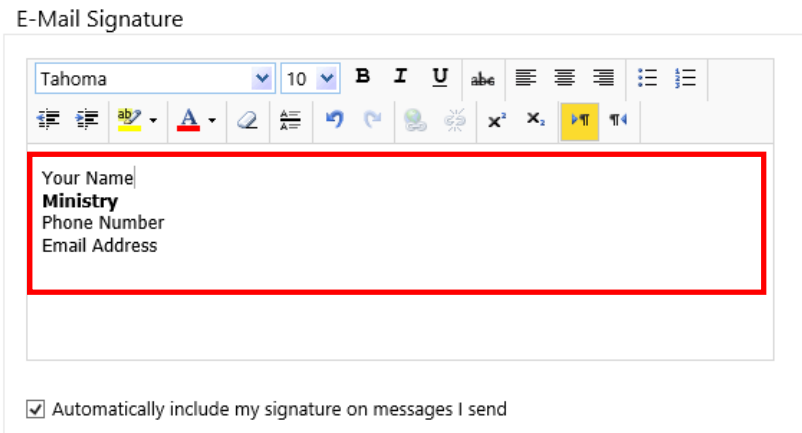 E-Mail Signature
Tahoma 10 B I U abc
ab A A A x² x₂ ¶ ¶
Your Name
Ministry
Phone Number
Email Address
Automatically include my signature on messages I send